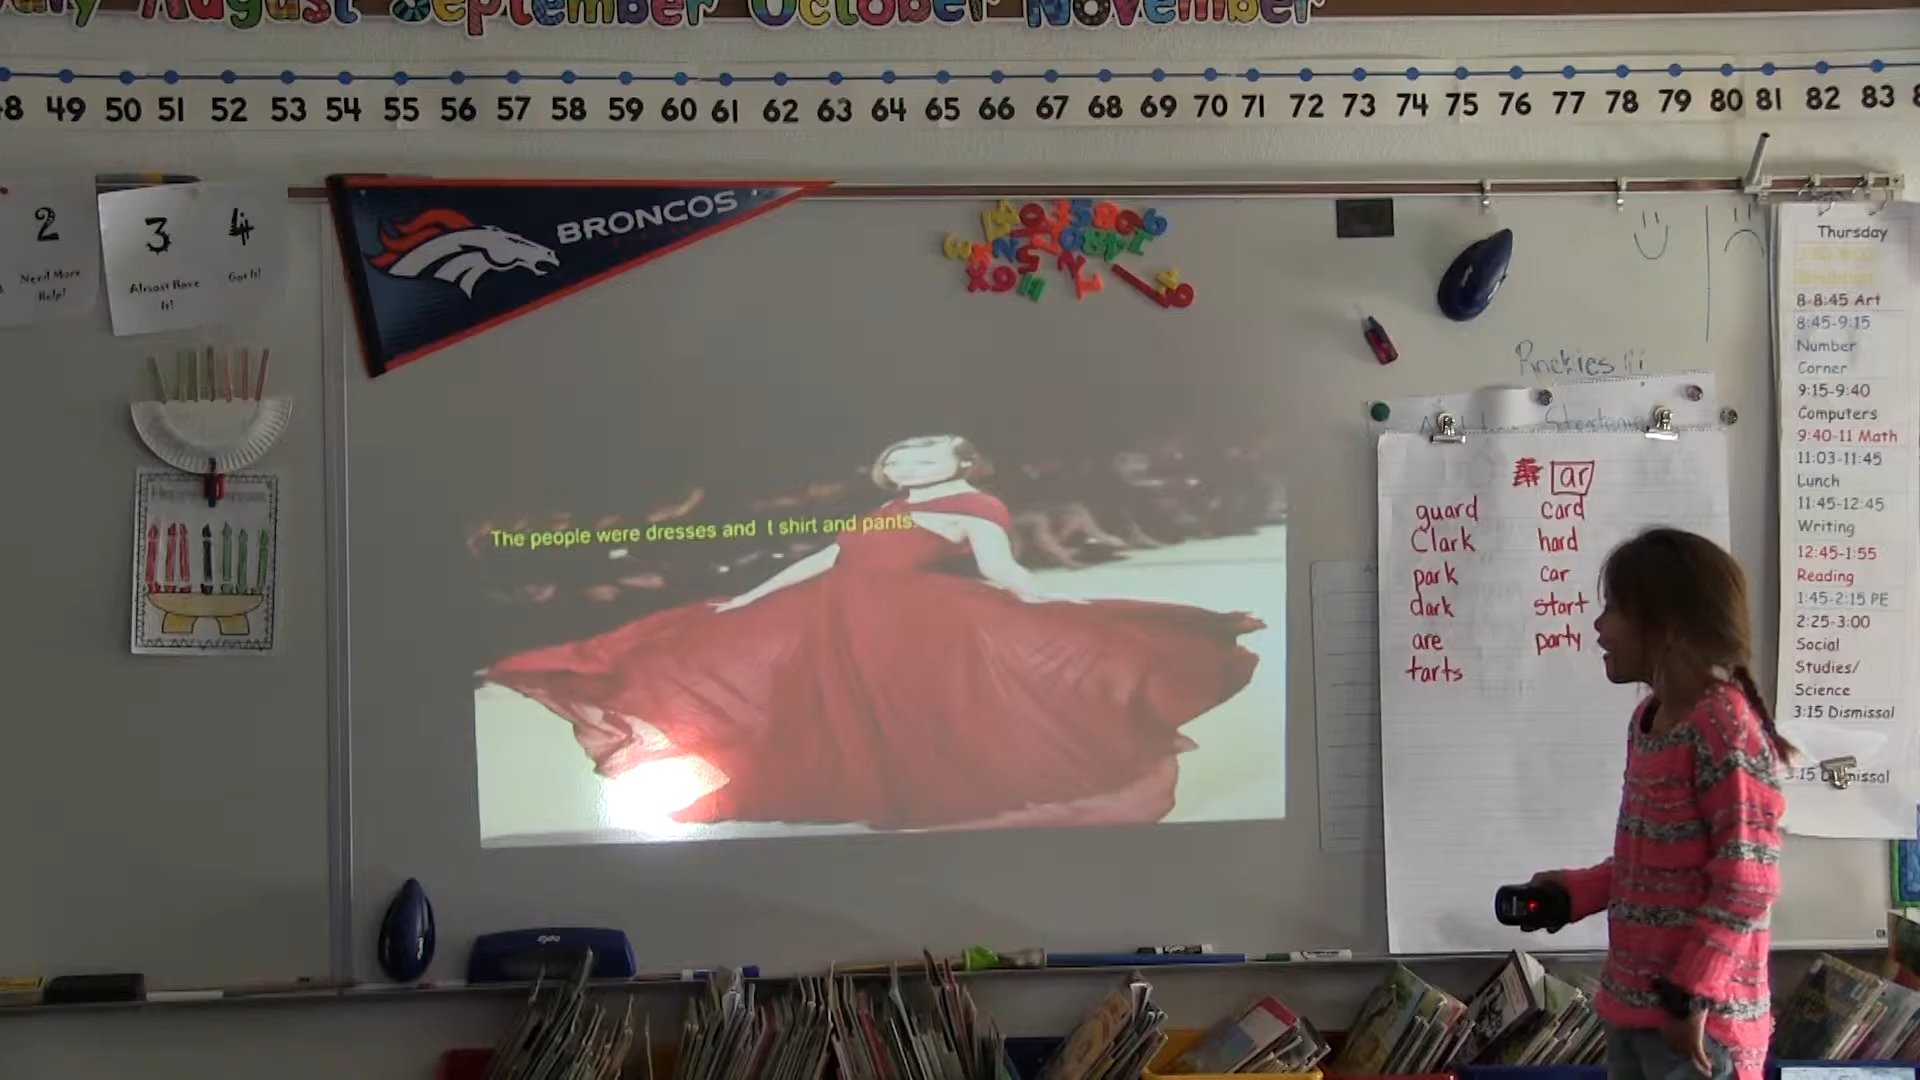 August September October November
49 50 51 52 53 54 55 56 57 58 59 60 61 62 63 64 65 66 67 68 69 70 71 72 73 74 75 76 77 78 79 80 81 82 83
2
Need More
Help!
3
Almost Have
it!
4
Got it!
BRONCOS
The people were dresses and t shirt and pants.
ar
guard
Clark
park
dark
are
tarts
card
hard
car
start
party
Thursday
8-8:45 Art
8:45-9:15
Number
Corner
9:15-9:40
Computers
9:40-11 Math
11:03-11:45
Lunch
11:45-12:45
Writing
12:45-1:55
Reading
1:45-2:15 PE
2:25-3:00
Social
Studies/
Science
3:15 Dismissal
EXPO